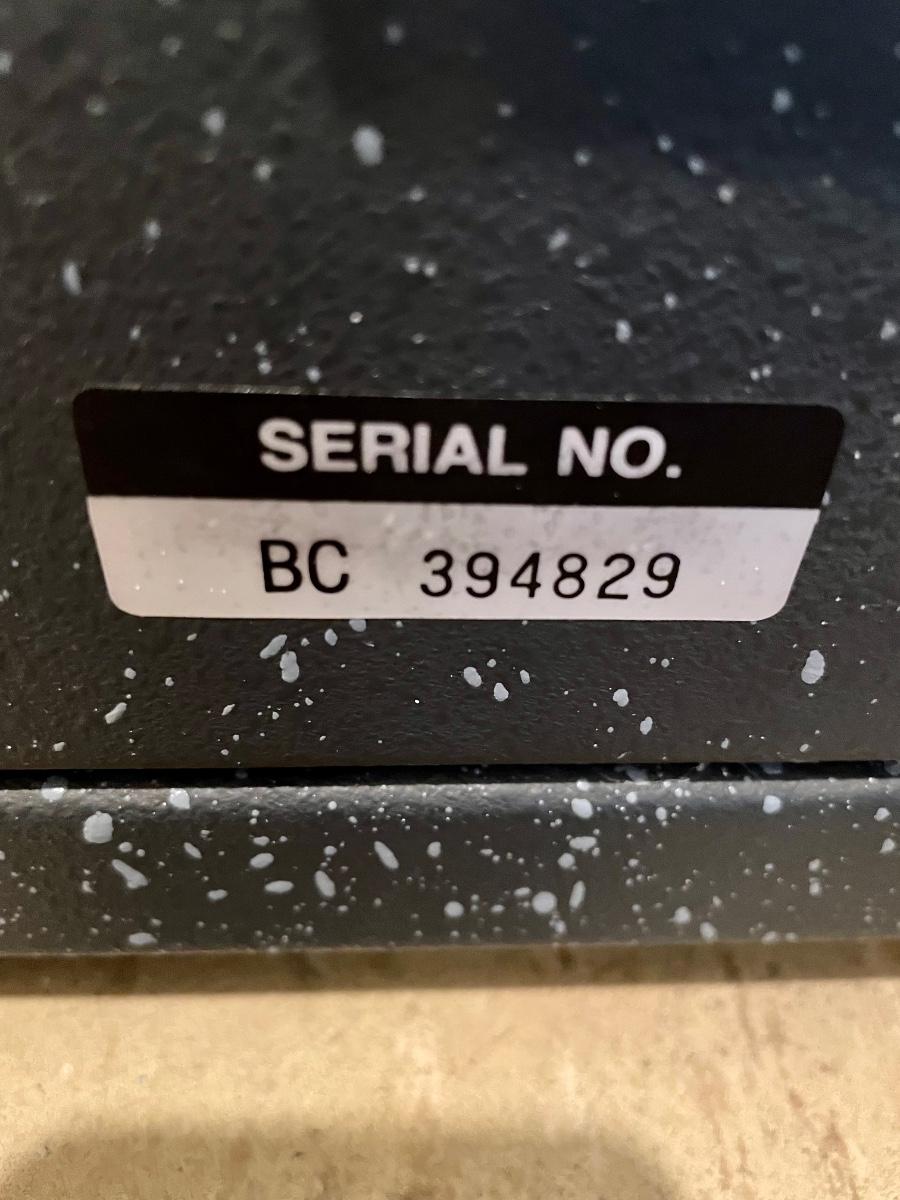 SERIAL NO.
BC 394829